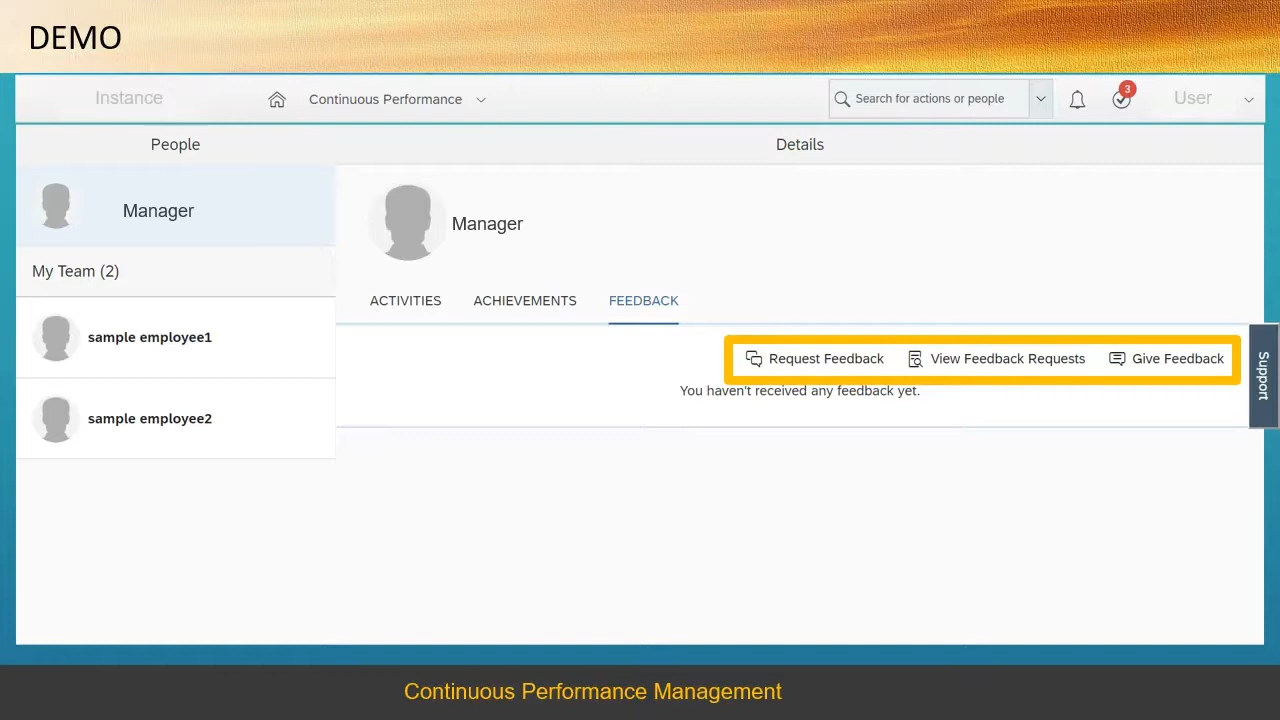 DEMO
Instance
Continuous Performance
Search for actions or people
3
User
People
Details
Manager
Manager
My Team (2)
ACTIVITIES
ACHIEVEMENTS
FEEDBACK
sample employee1
Request Feedback
View Feedback Requests
Give Feedback
Support
You haven't received any feedback yet.
sample employee2
Continuous Performance Management